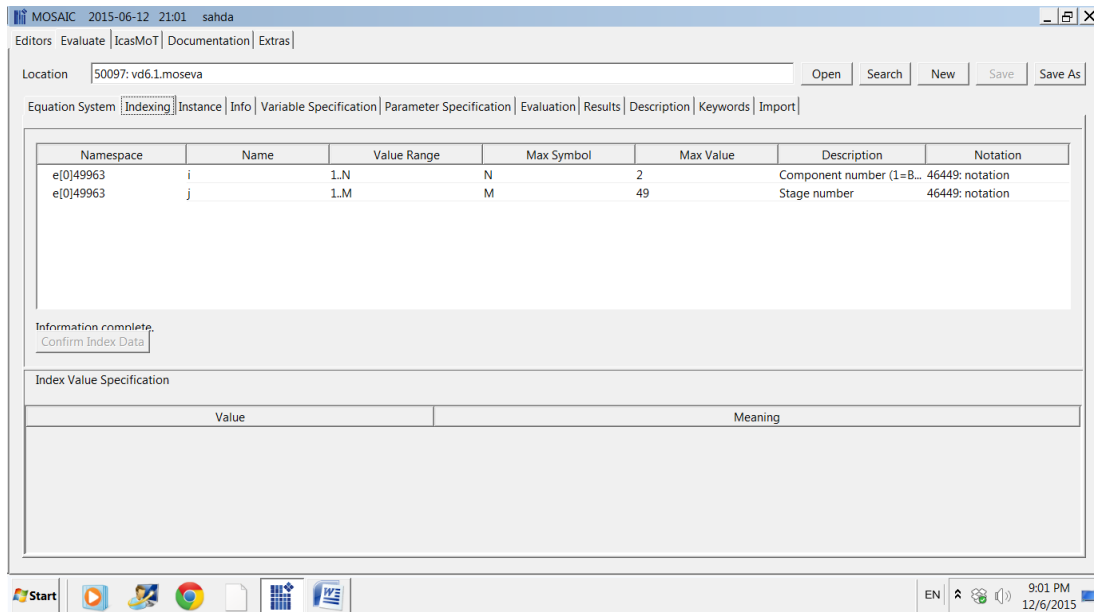 MOSAIC 2015-06-12 21:01 sahda
Editors Evaluate IcasMoT Documentation Extras
Location 50097: vd6.1.moseva Open Search New Save Save As
Equation System Indexing Instance Info Variable Specification Parameter Specification Evaluation Results Description Keywords Import
Namespace Name Value Range Max Symbol Max Value Description Notation
e[0]49963 i 1..N N 2 Component number (1=B... 46449: notation
e[0]49963 j 1..M M 49 Stage number 46449: notation
Information complete.
Confirm Index Data
Index Value Specification
Value Meaning
Start EN 9:01 PM
12/6/2015